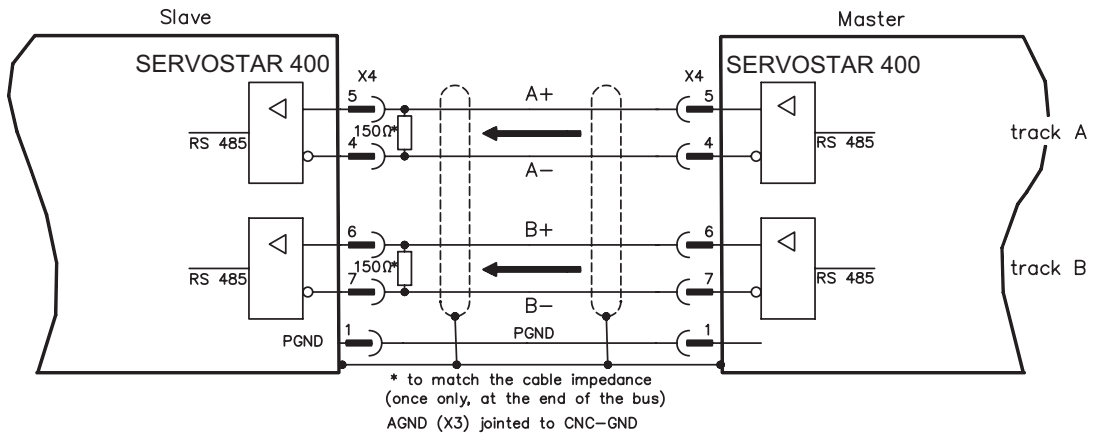 Slave
Master
SERVOSTAR 400
SERVOSTAR 400
X4
X4
5
A+
5
150Ω*
track A
RS 485
RS 485
4
4
A-
6
B+
6
150Ω*
track B
RS 485
RS 485
7
7
B-
PGND
1
PGND
1
* to match the cable impedance
(once only, at the end of the bus)
AGND (X3) jointed to CNC-GND